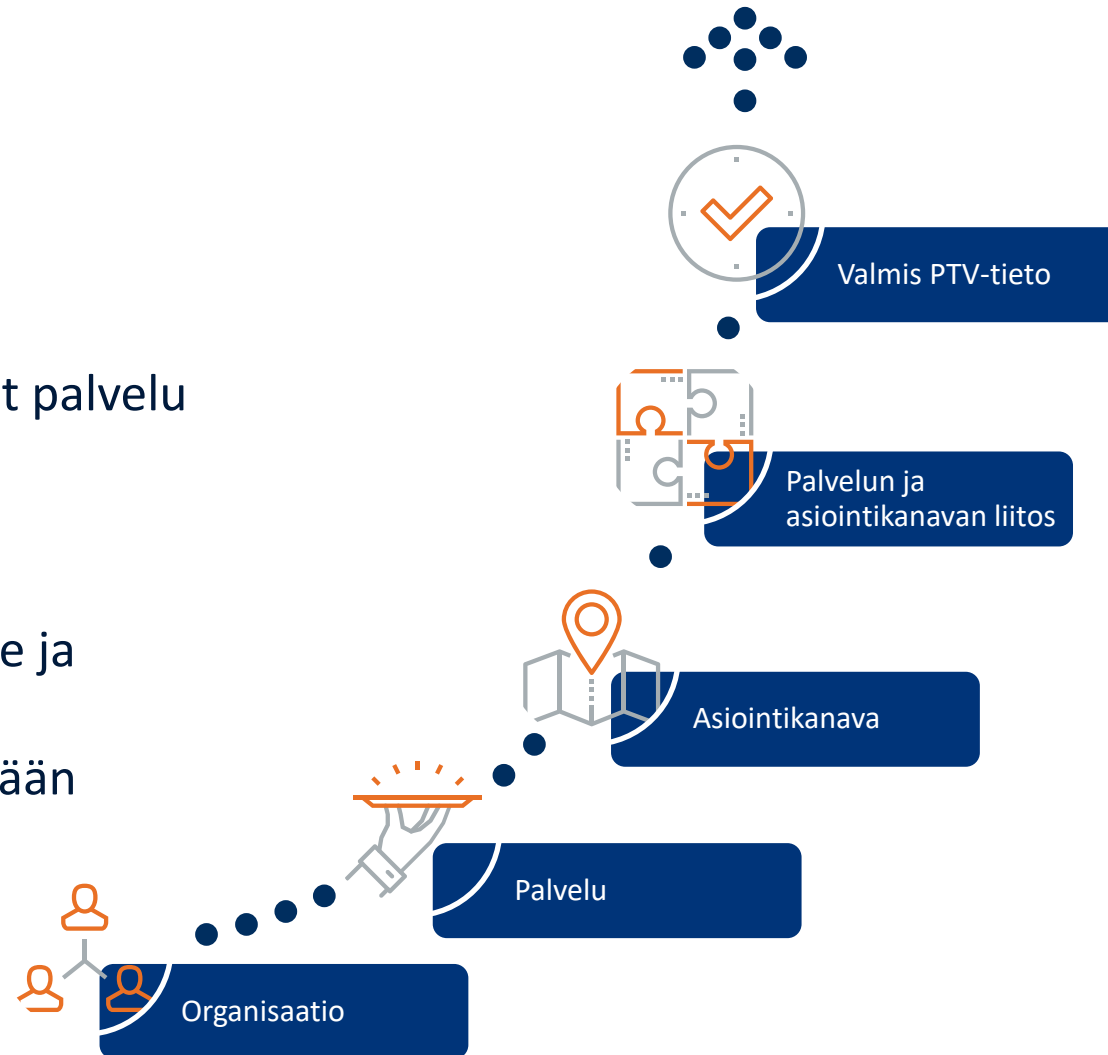 Valmis PTV-tieto
t palvelu
Palvelun ja
asiointikanavan liitos
e ja
Asiointikanava
ään
Palvelu
Organisaatio